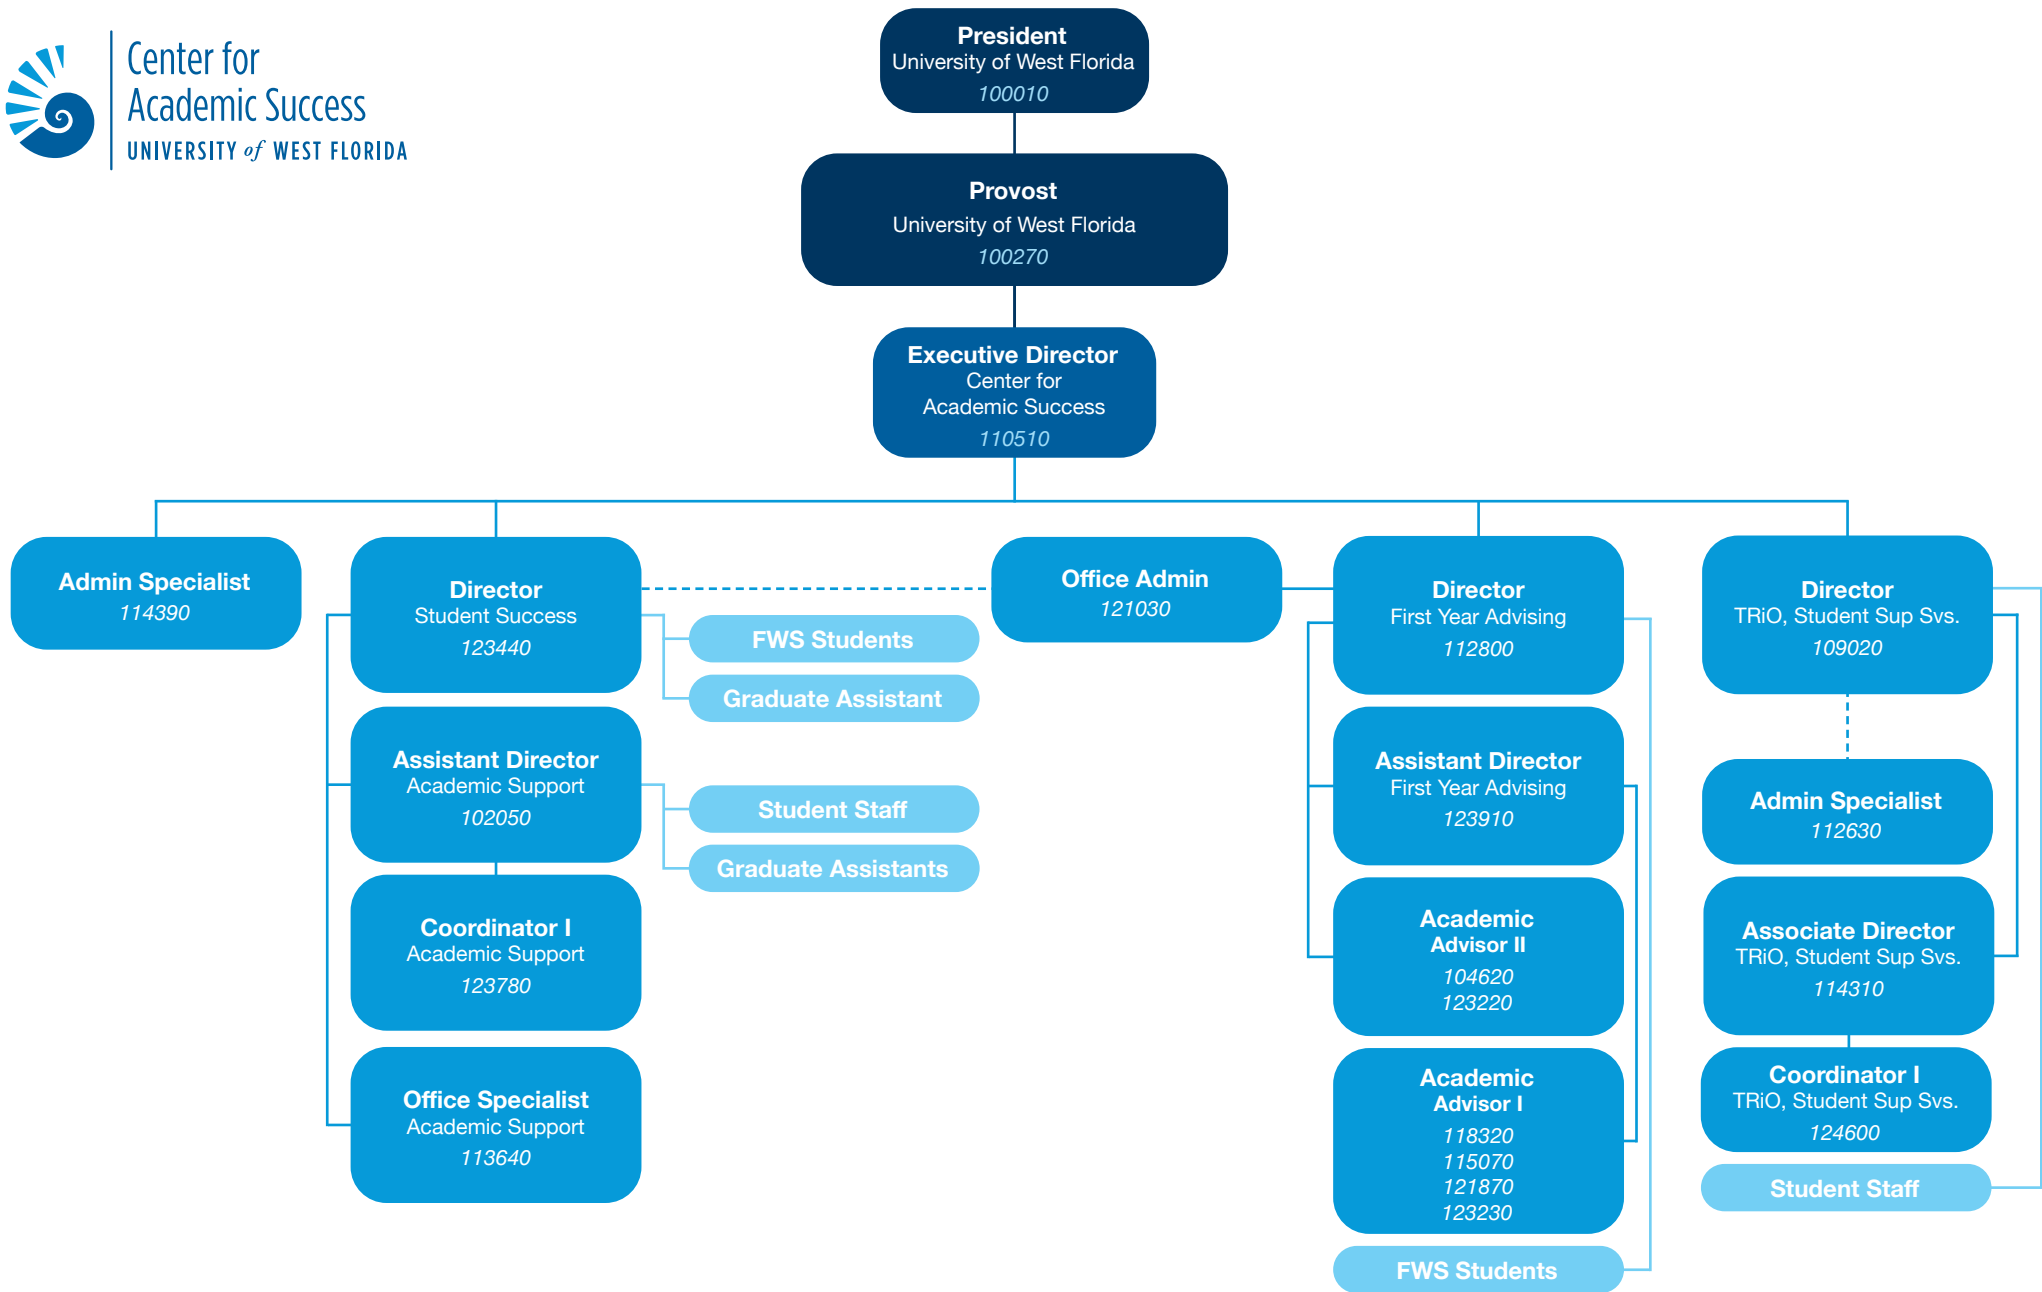 Center for
Academic Success
UNIVERSITY of WEST FLORIDA
President
University of West Florida
100010
Provost
University of West Florida
100270
Executive Director
Center for
Academic Success
110510
Admin Specialist
114390
Director
Student Success
123440
FWS Students
Graduate Assistant
Assistant Director
Academic Support
102050
Student Staff
Graduate Assistants
Coordinator I
Academic Support
123780
Office Specialist
Academic Support
113640
Office Admin
121030
Director
First Year Advising
112800
Assistant Director
First Year Advising
123910
Academic
Advisor II
104620
123220
Academic
Advisor I
118320
115070
121870
123230
FWS Students
Director
TRiO, Student Sup Svs.
109020
Admin Specialist
112630
Associate Director
TRiO, Student Sup Svs.
114310
Coordinator I
TRiO, Student Sup Svs.
124600
Student Staff